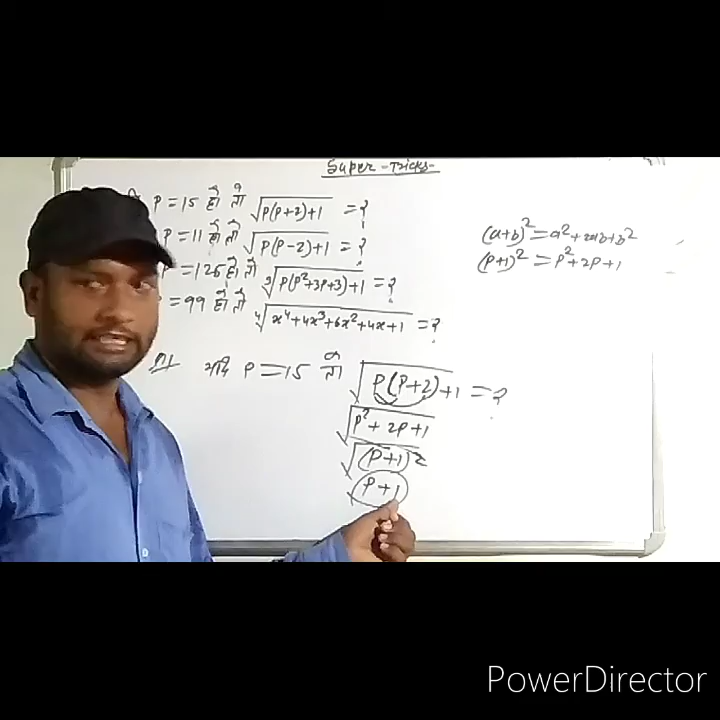 Super-Tricks-
P = 15 हो तो √P(P+2)+1 = ?
P = 11 हो तो √P(P-2)+1 = ?
= 126 हो तो ∛P(P²+3P+3)+1 = ?
= 99 हो तो ∜x⁴+4x³+6x²+4x+1 = ?
(a+b)² = a²+2ab+b²
(P+1)² = P²+2P+1
यदि P = 15 तो √P(P+2)+1 = ?
√P²+2P+1
√(P+1)²
P+1
PowerDirector